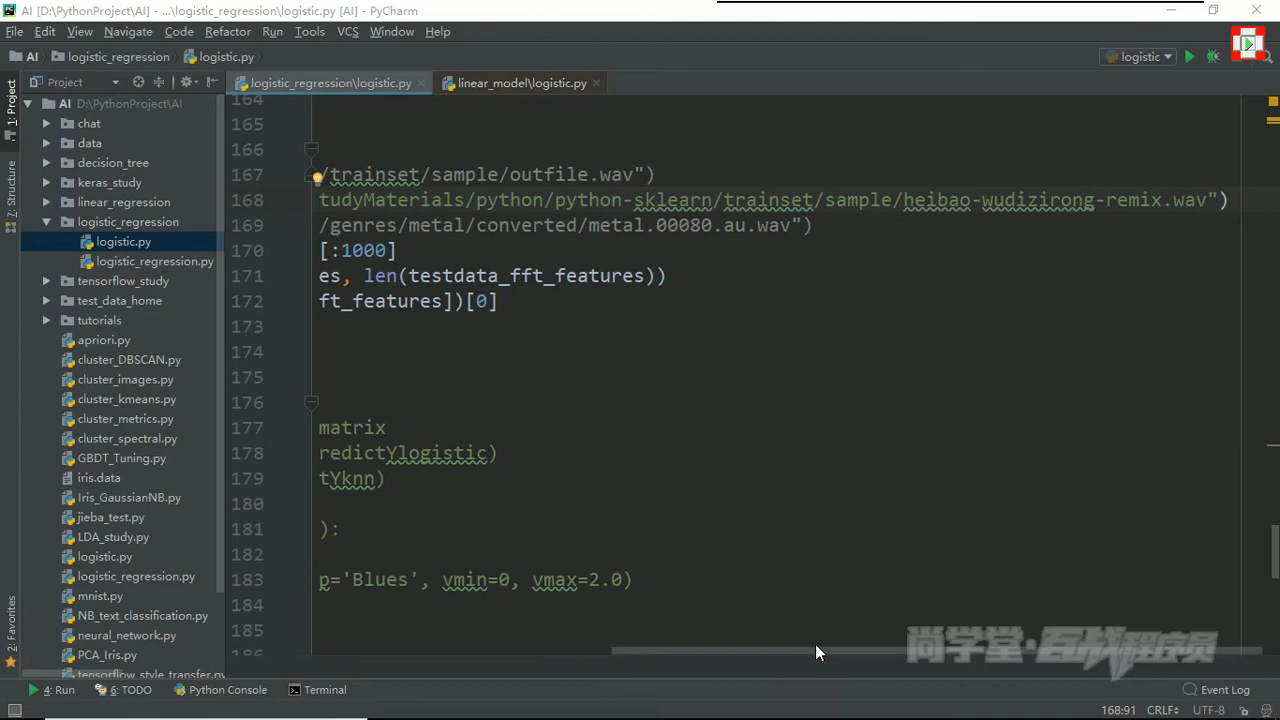 AI [D:\PythonProject\AI] - ...\logistic_regression\logistic.py [AI] - PyCharm
File Edit View Navigate Code Refactor Run Tools VCS Window Help
AI logistic_regression logistic.py logistic
Project logistic_regression\logistic.py linear_model\logistic.py
1: Project
7: Structure
2: Favorites
AI D:\PythonProject\AI
chat
data
decision_tree
keras_study
linear_regression
logistic_regression
logistic.py
logistic_regression.py
tensorflow_study
test_data_home
tutorials
apriori.py
cluster_DBSCAN.py
cluster_images.py
cluster_kmeans.py
cluster_metrics.py
cluster_spectral.py
GBDT_Tuning.py
iris.data
Iris_GaussianNB.py
jieba_test.py
LDA_study.py
logistic.py
logistic_regression.py
mnist.py
NB_text_classification.py
neural_network.py
PCA_Iris.py
tensorflow_style_transfer.py
164
165
166
167 /trainset/sample/outfile.wav")
168 tudyMaterials/python/python-sklearn/trainset/sample/heibao-wudizirong-remix.wav")
169 /genres/metal/converted/metal.00080.au.wav")
170 [:1000]
171 es, len(testdata_fft_features))
172 ft_features])[0]
173
174
175
176
177 matrix
178 redictYlogistic)
179 tYknn)
180
181 ):
182
183 p='Blues', vmin=0, vmax=2.0)
184
185
186
尚学堂·百战程序员
4: Run 6: TODO Python Console Terminal Event Log
168:91 CRLF UTF-8